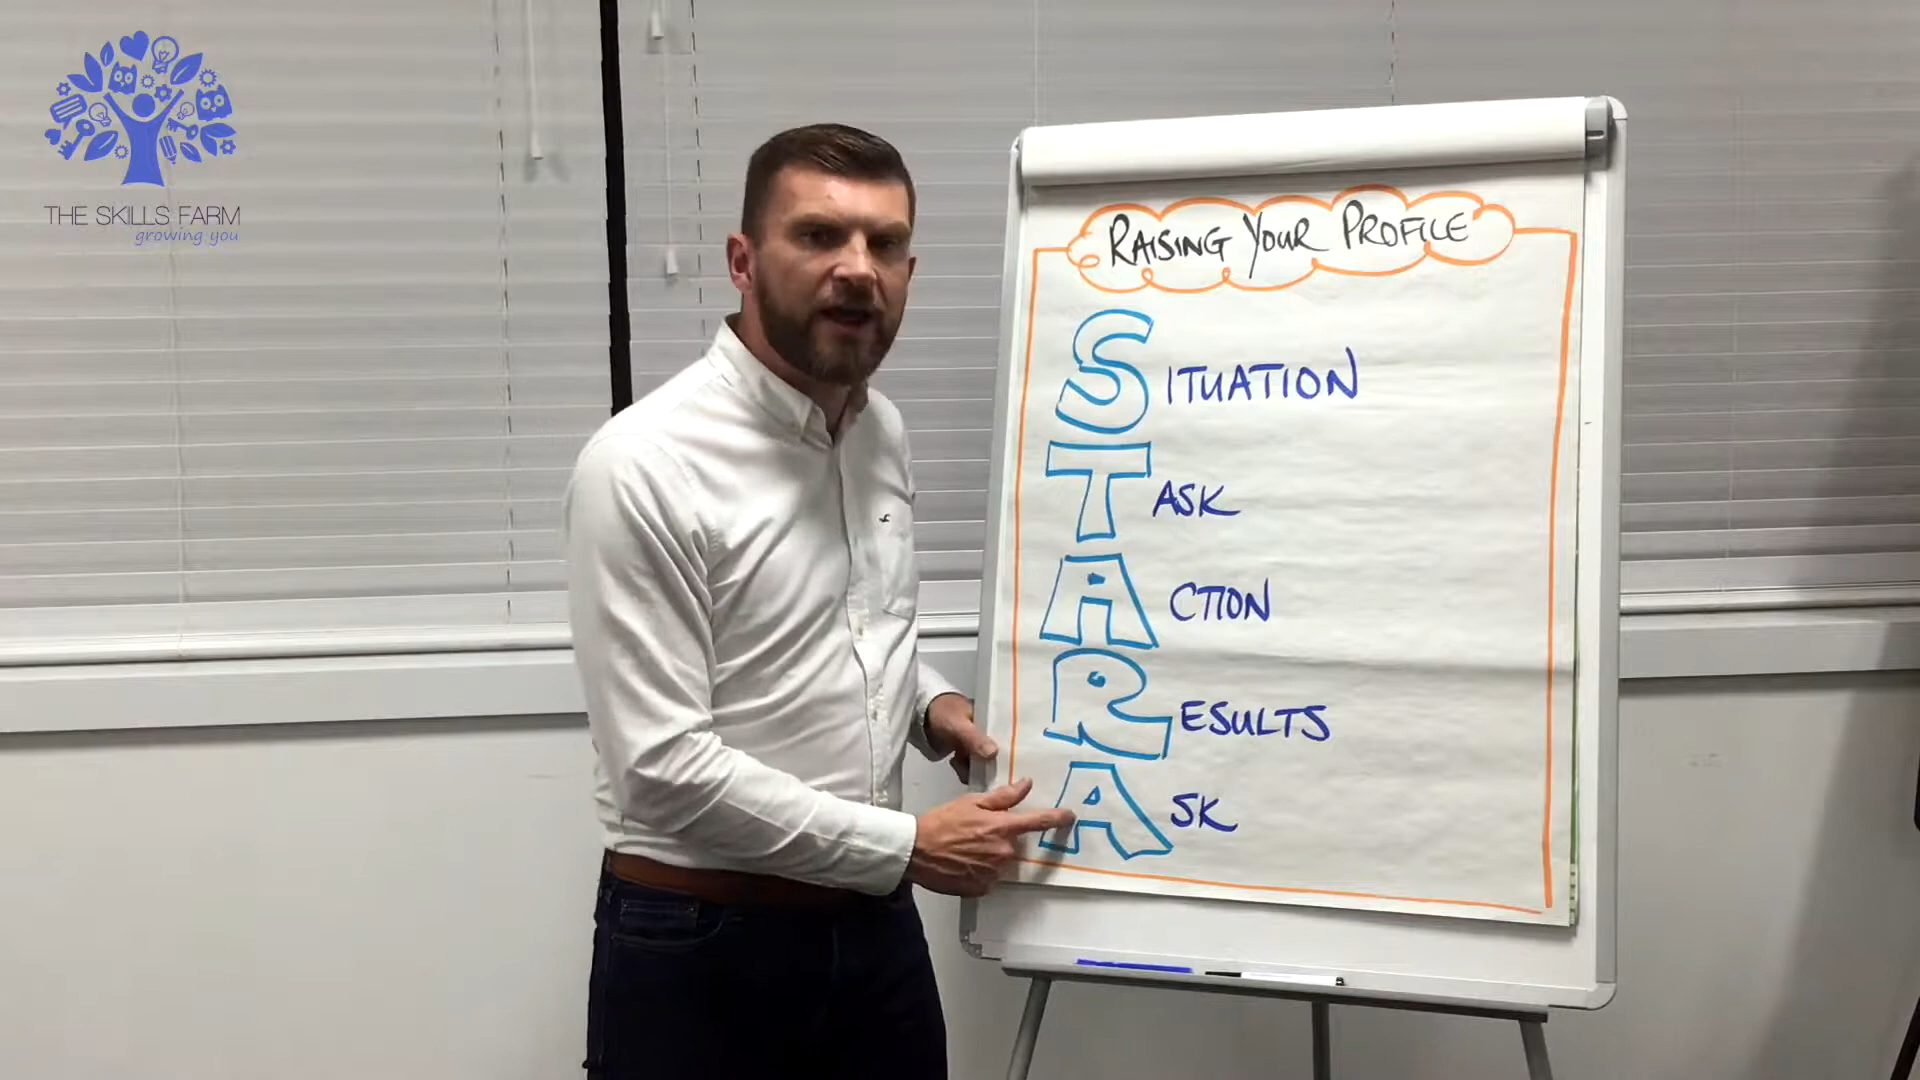 THE SKILLS FARM
growing you
RAISING YOUR PROFILE
SITUATION
TASK
ACTION
RESULTS
ASK